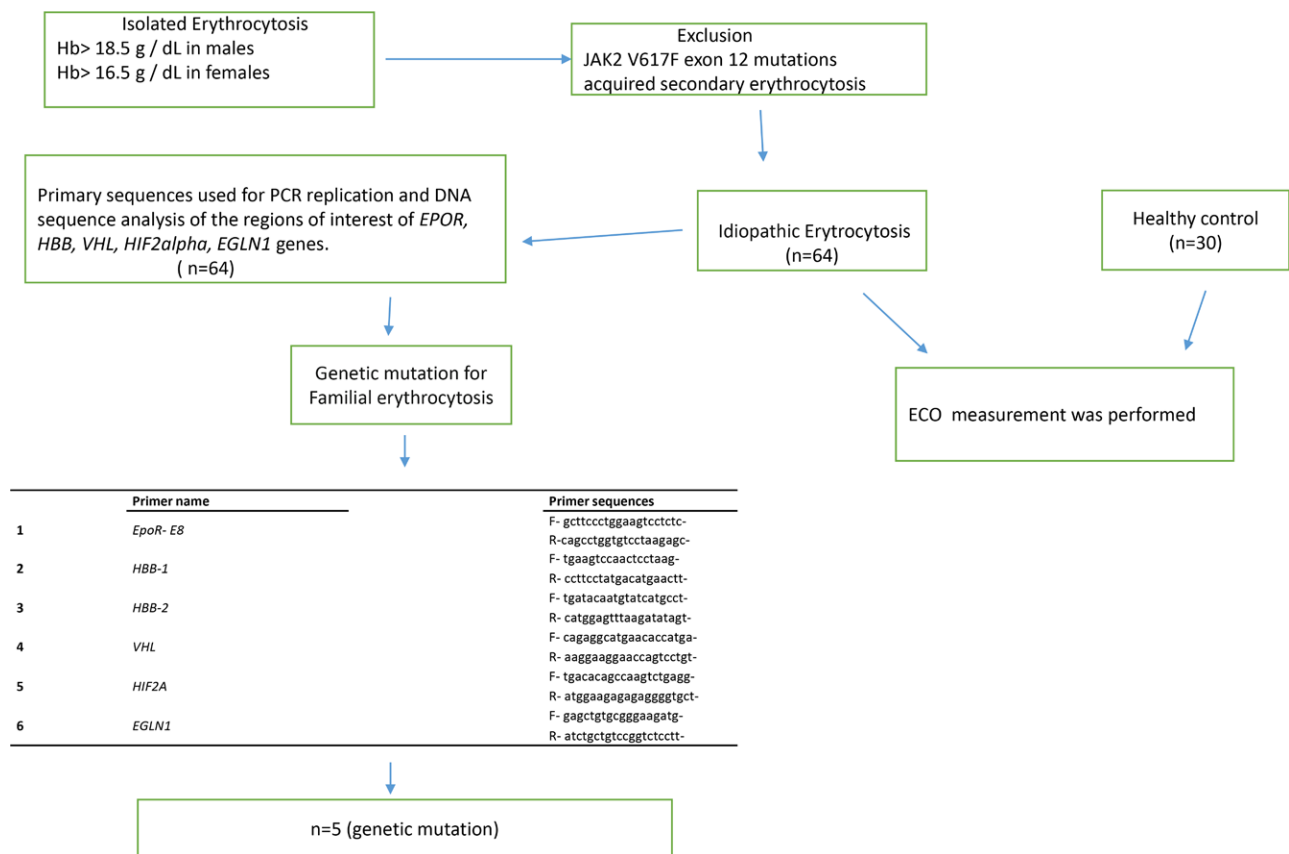 Isolated Erythrocytosis
Hb> 18.5 g / dL in males
Hb> 16.5 g / dL in females
Exclusion
JAK2 V617F exon 12 mutations
acquired secondary erythrocytosis
Primary sequences used for PCR replication and DNA
sequence analysis of the regions of interest of EPOR,
HBB, VHL, HIF2alpha, EGLN1 genes.
( n=64)
Idiopathic Erytrocytosis
(n=64)
Healthy control
(n=30)
Genetic mutation for
Familial erythrocytosis
ECO measurement was performed
Primer name Primer sequences
1 EpoR- E8 F- gcttccctggaagtcctctc-
R-cagcctggtgtcctaagagc-
2 HBB-1 F- tgaagtccaactcctaag-
R- ccttcctatgacatgaactt-
3 HBB-2 F- tgatacaatgtatcatgcct-
R- catggagtttaagatatagt-
4 VHL F- cagaggcatgaacaccatga-
R- aaggaaggaaccagtcctgt-
5 HIF2A F- tgacacagccaagtctgagg-
R- atggaagagagaggggtgct-
6 EGLN1 F- gagctgtgcgggaagatg-
R- atctgctgtccggtctcctt-
n=5 (genetic mutation)